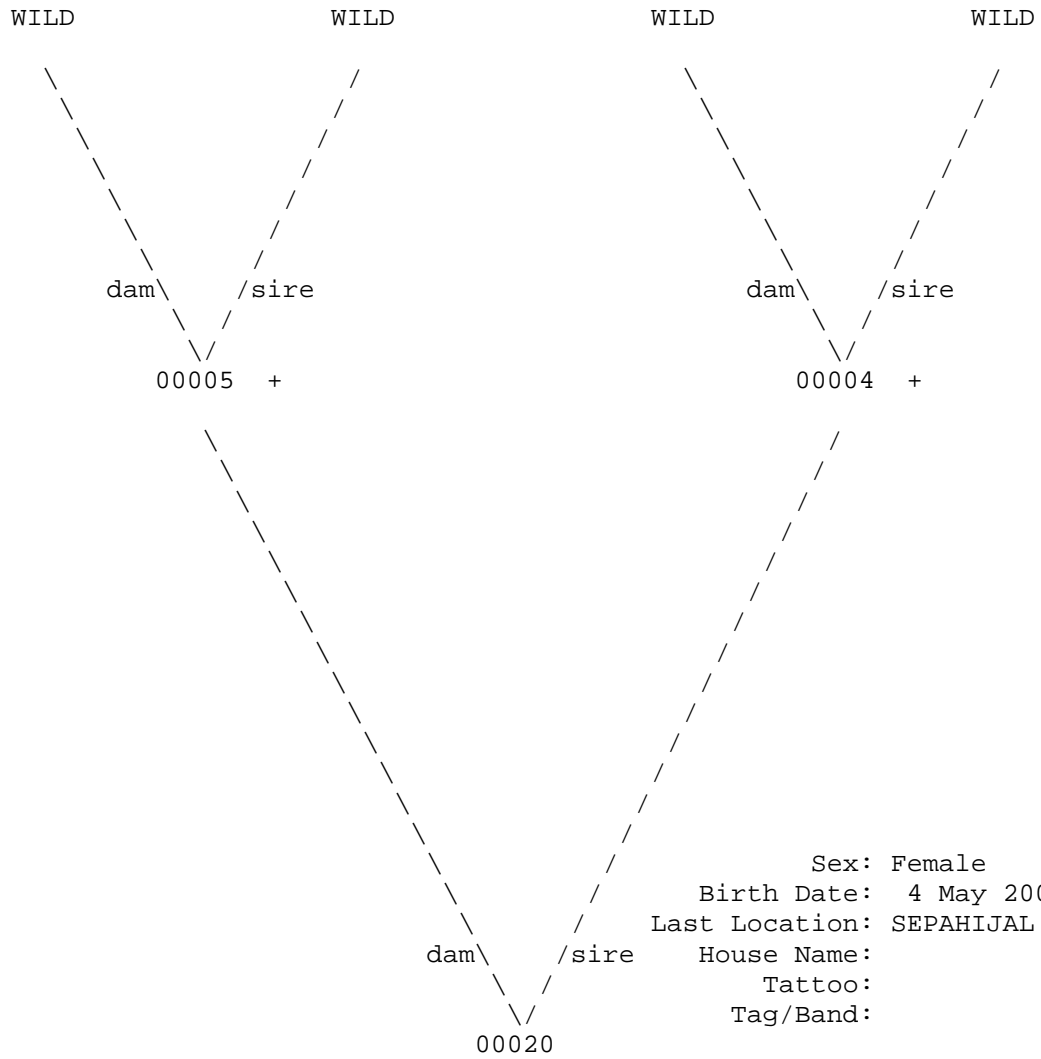 WILD WILD WILD WILD
dam sire dam sire
00005 + 00004 +
Sex: Female
Birth Date: 4 May 200
Last Location: SEPAHIJAL
dam sire House Name:
Tattoo:
Tag/Band:
00020